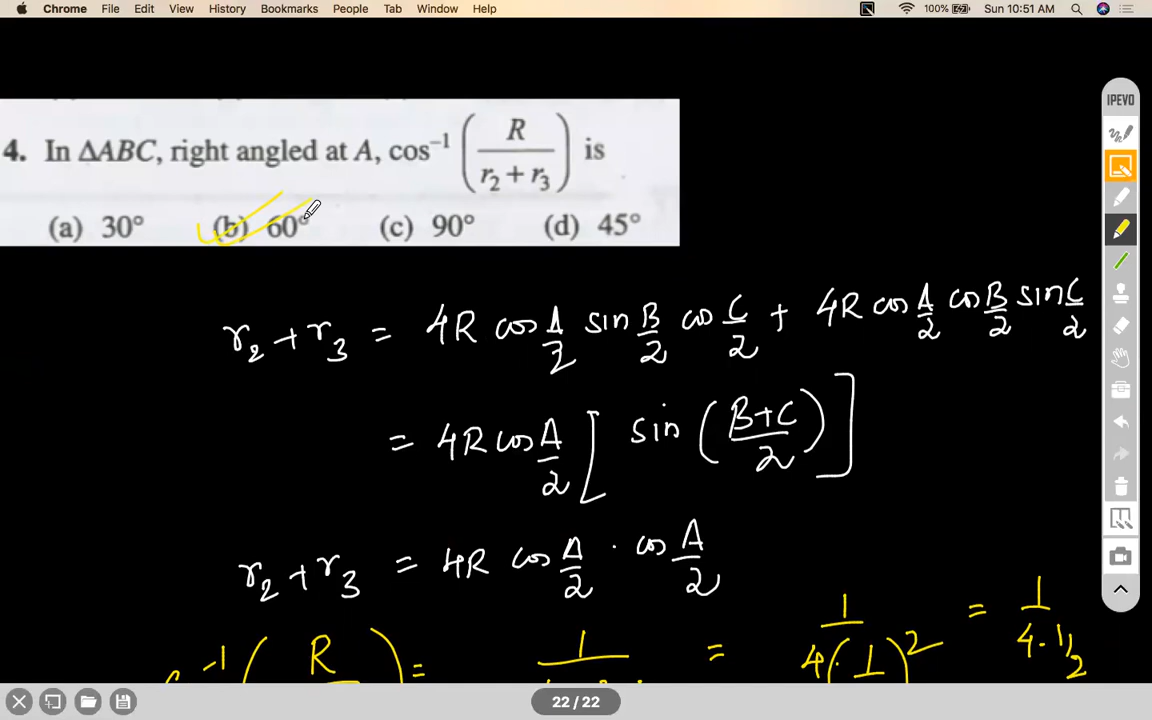 Chrome File Edit View History Bookmarks People Tab Window Help 100% Sun 10:51 AM
IPEVO
4. In ΔABC, right angled at A, cos⁻¹ (R / (r₂ + r₃)) is
(a) 30° (b) 60° (c) 90° (d) 45°
r₂ + r₃ = 4R cos A/2 sin B/2 cos C/2 + 4R cos A/2 cos B/2 sin C/2
= 4R cos A/2 [ sin ( (B+C)/2 ) ]
r₂ + r₃ = 4R cos A/2 · cos A/2
⁻¹ ( R = 1 = 1 / 4( 1 )² = 1 / 4·1/2
22 / 22